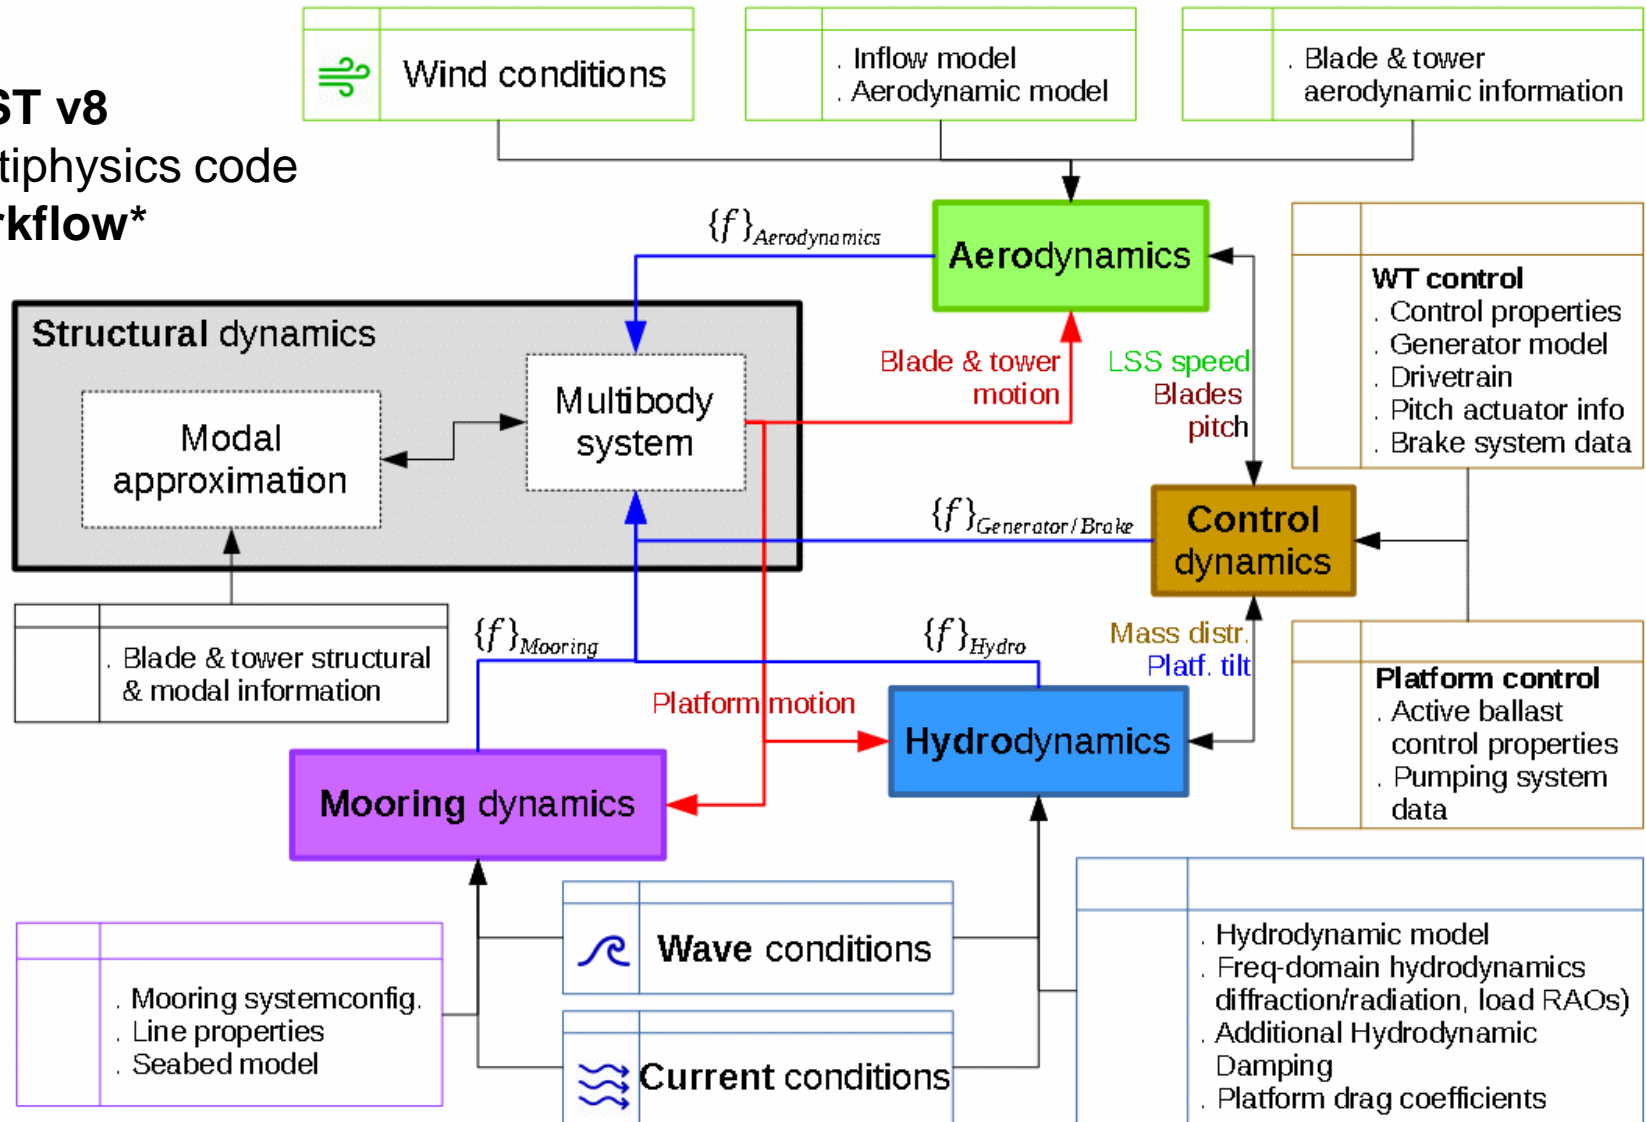 ST v8
tiphysics code
rkflow*
Wind conditions
. Inflow model
. Aerodynamic model
. Blade & tower
aerodynamic information
{f}Aerodynamics
Aerodynamics
Structural dynamics
Multibody
system
Modal
approximation
Blade & tower
motion
LSS speed
Blades
pitch
WT control
. Control properties
. Generator model
. Drivetrain
. Pitch actuator info
. Brake system data
{f}Generator/Brake
Control
dynamics
. Blade & tower structural
& modal information
{f}Mooring
{f}Hydro
Mass distr.
Platf. tilt
Platform motion
Platform control
. Active ballast
control properties
. Pumping system
data
Hydrodynamics
Mooring dynamics
. Mooring systemconfig.
. Line properties
. Seabed model
Wave conditions
Current conditions
. Hydrodynamic model
. Freq-domain hydrodynamics
diffraction/radiation, load RAOs)
. Additional Hydrodynamic
Damping
. Platform drag coefficients